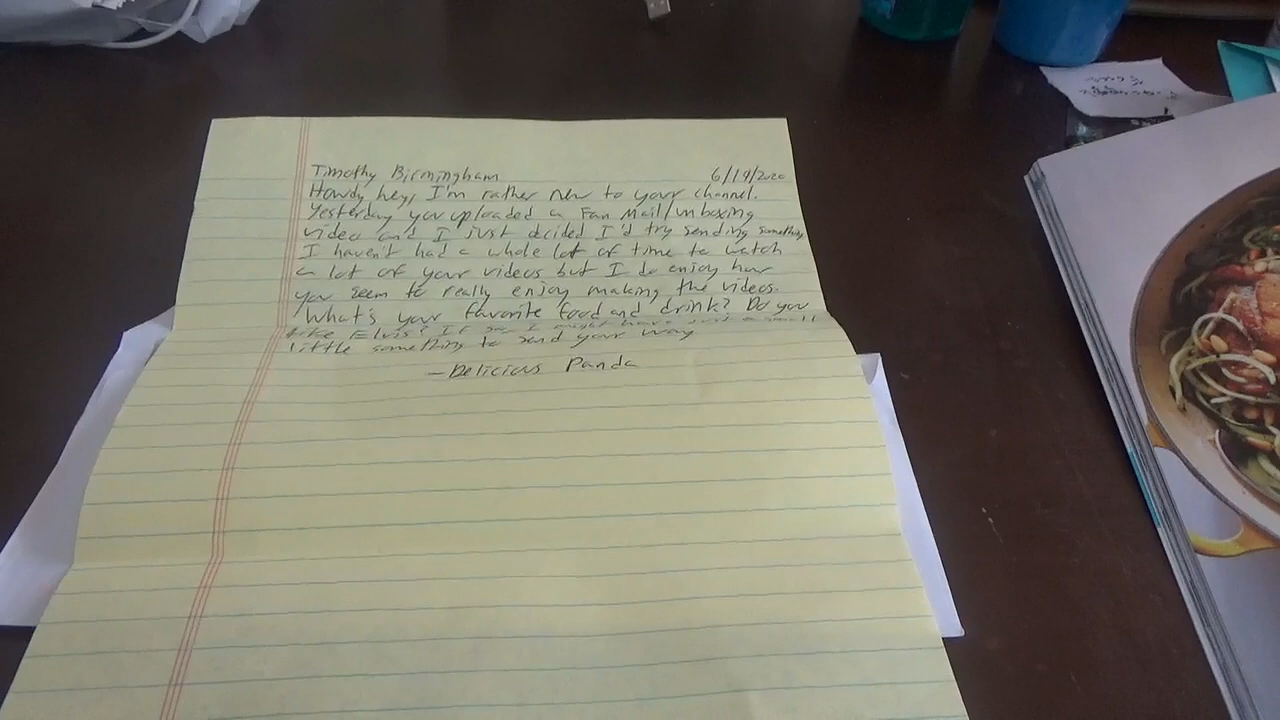 Timothy Birmingham 6/19/2020
Howdy hey, I'm rather new to your channel.
Yesterday you uploaded a Fan Mail/unboxing
video and I just decided I'd try sending something
I haven't had a whole lot of time to watch
a lot of your videos but I do enjoy how
you seem to really enjoy making the videos.
What's your favorite food and drink? Do you
like Elvis? If so I might have just a small
little something to send your way
—Delicious Panda